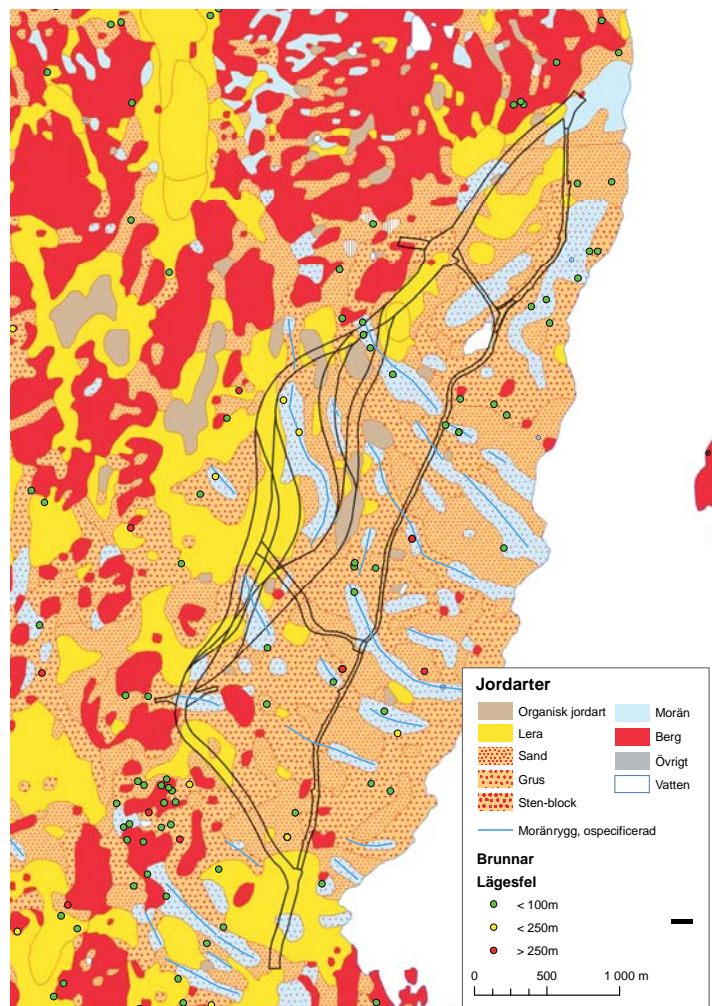 Jordarter
Organisk jordart
Lera
Sand
Grus
Sten-block
Morän
Berg
Övrigt
Vatten
Moränrygg, ospecificerad
Brunnar
Lägesfel
< 100m
< 250m
> 250m
0 500 1 000 m